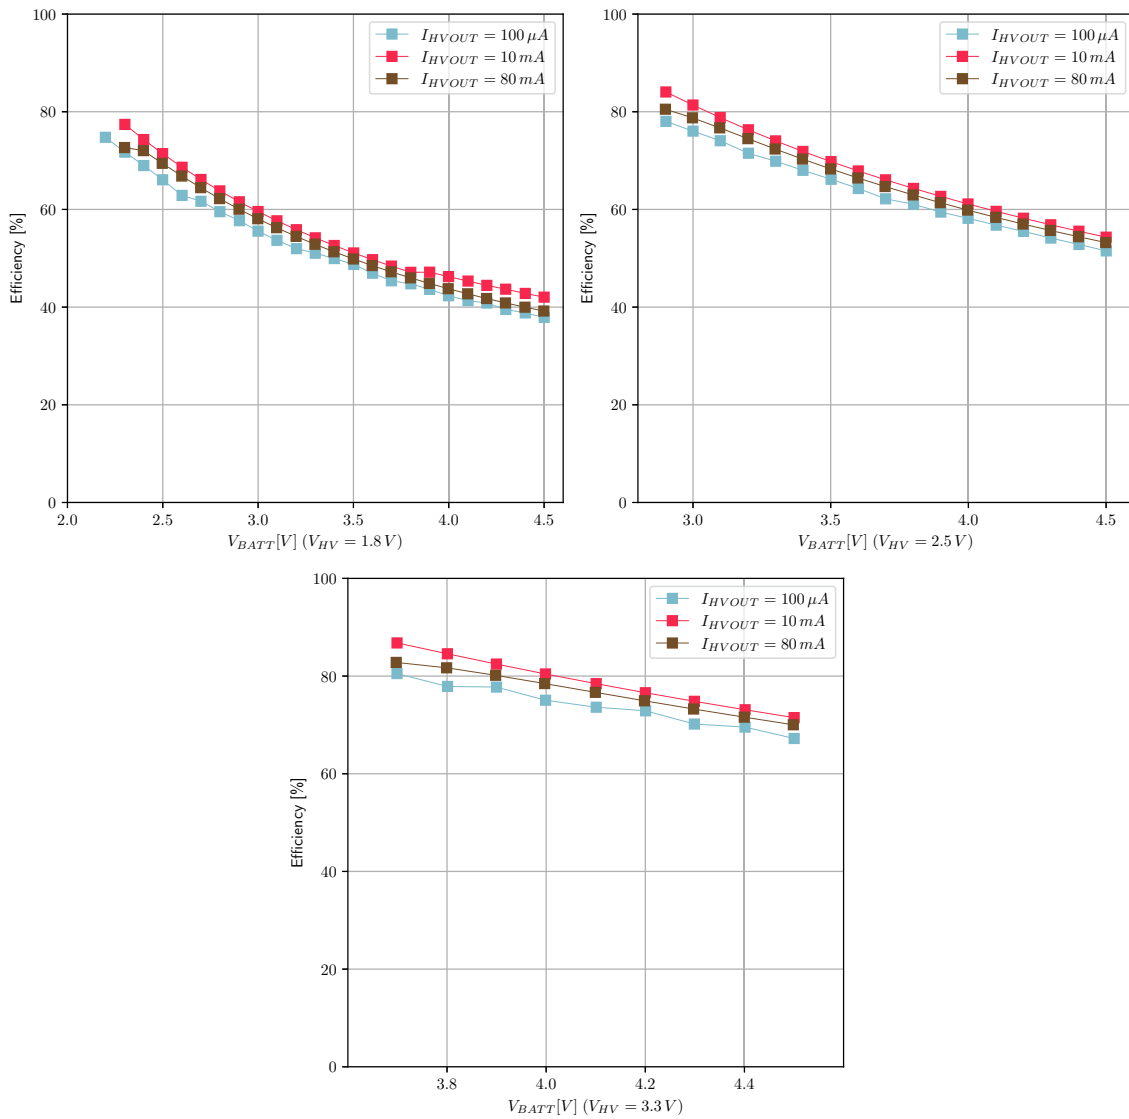 100
80
60
40
20
0
Efficiency [%]
I_{HVOUT} = 100 μA
I_{HVOUT} = 10 mA
I_{HVOUT} = 80 mA
2.0 2.5 3.0 3.5 4.0 4.5
V_{BATT}[V] (V_{HV} = 1.8 V)
100
80
60
40
20
0
Efficiency [%]
I_{HVOUT} = 100 μA
I_{HVOUT} = 10 mA
I_{HVOUT} = 80 mA
3.0 3.5 4.0 4.5
V_{BATT}[V] (V_{HV} = 2.5 V)
100
80
60
40
20
0
Efficiency [%]
I_{HVOUT} = 100 μA
I_{HVOUT} = 10 mA
I_{HVOUT} = 80 mA
3.8 4.0 4.2 4.4
V_{BATT}[V] (V_{HV} = 3.3 V)